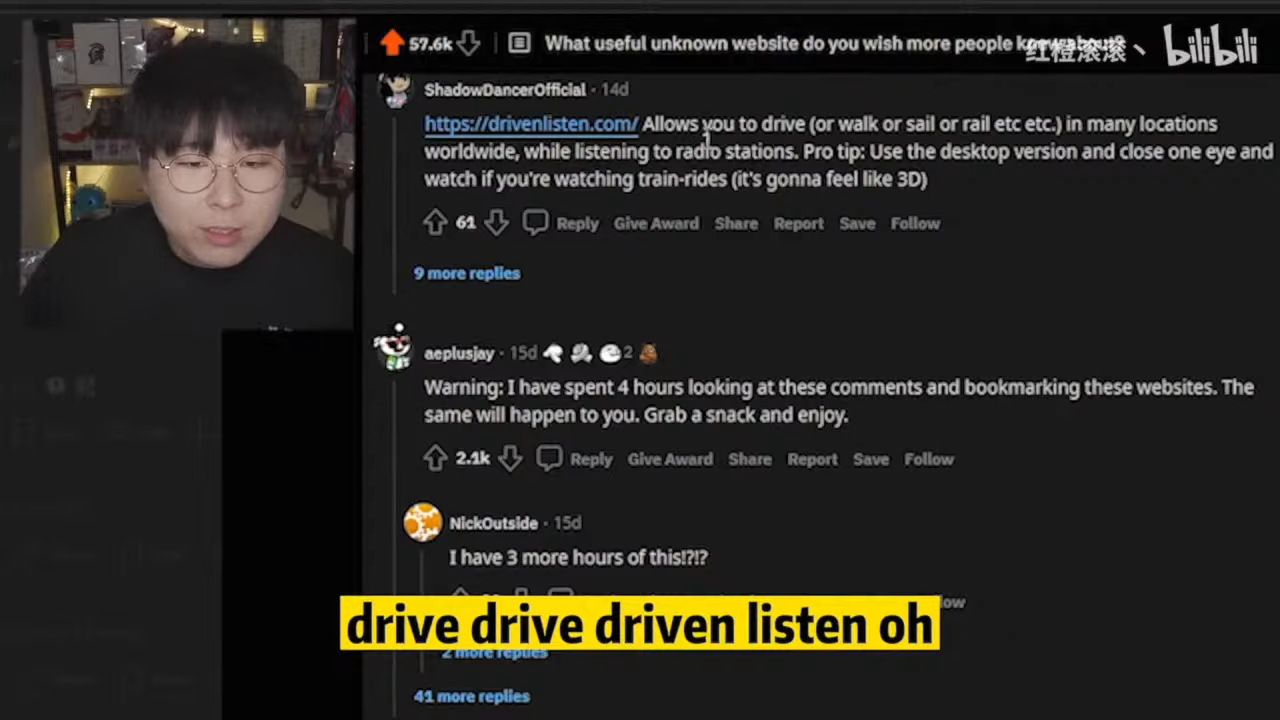 57.6k
What useful unknown website do you wish more people know about?
红橙滚滚丶 bilibili
ShadowDancerOfficial · 14d
https://drivenlisten.com/ Allows you to drive (or walk or sail or rail etc etc.) in many locations
worldwide, while listening to radio stations. Pro tip: Use the desktop version and close one eye and
watch if you're watching train-rides (it's gonna feel like 3D)
61 Reply Give Award Share Report Save Follow
9 more replies
aeplusjay · 15d 2
Warning: I have spent 4 hours looking at these comments and bookmarking these websites. The
same will happen to you. Grab a snack and enjoy.
2.1k Reply Give Award Share Report Save Follow
NickOutside · 15d
I have 3 more hours of this!?!?
drive drive driven listen oh
2 more replies
41 more replies